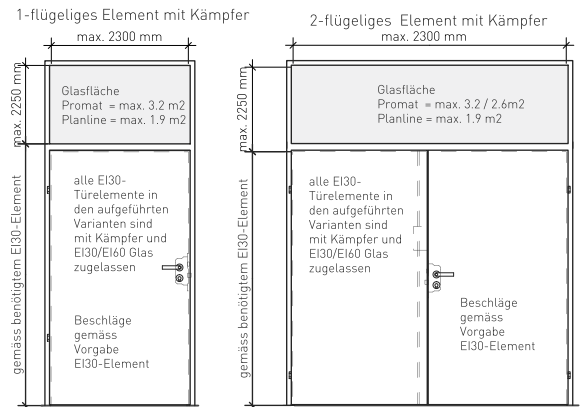 1-flügeliges Element mit Kämpfer
max. 2300 mm
max. 2250 mm
Glasfläche
Promat = max. 3.2 m2
Planline = max. 1.9 m2
gemäss benötigtem EI30-Element
alle EI30-
Türelemente in
den aufgeführten
Varianten sind
mit Kämpfer und
EI30/EI60 Glas
zugelassen
Beschläge
gemäss
Vorgabe
EI30-Element
2-flügeliges Element mit Kämpfer
max. 2300 mm
max. 2250 mm
Glasfläche
Promat = max. 3.2 / 2.6m2
Planline = max. 1.9 m2
gemäss benötigtem EI30-Element
alle EI30-
Türelemente in
den aufgeführten
Varianten sind
mit Kämpfer und
EI30/EI60 Glas
zugelassen
Beschläge
gemäss
Vorgabe
EI30-Element